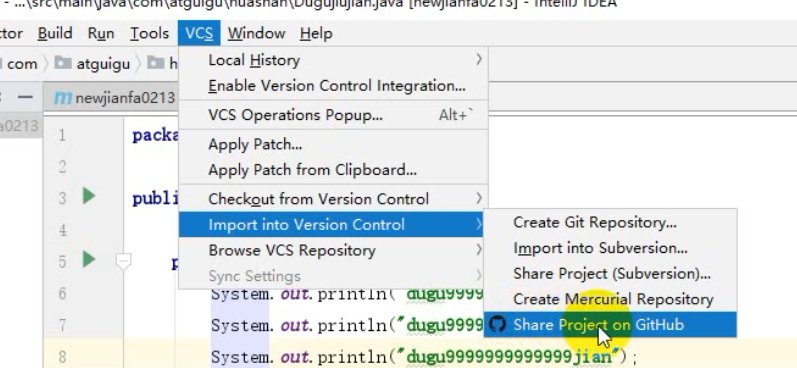 - ...\src\main\java\com\atguigu\huashan\Dugujiujian.java [newjianfa0213] - IntelliJ IDEA
tor Build Run Tools VCS Window Help
com atguigu h
newjianfa0213
a0213
Local History
Enable Version Control Integration...
VCS Operations Popup... Alt+`
Apply Patch...
Apply Patch from Clipboard...
Checkout from Version Control
Import into Version Control
Browse VCS Repository
Sync Settings
Create Git Repository...
Import into Subversion...
Share Project (Subversion)...
Create Mercurial Repository
Share Project on GitHub
1 packa
2
3 publi
4
5 p
6 System.out.println("dugu9999
7 System.out.println("dugu9999
8 System.out.println("dugu9999999999999jian");